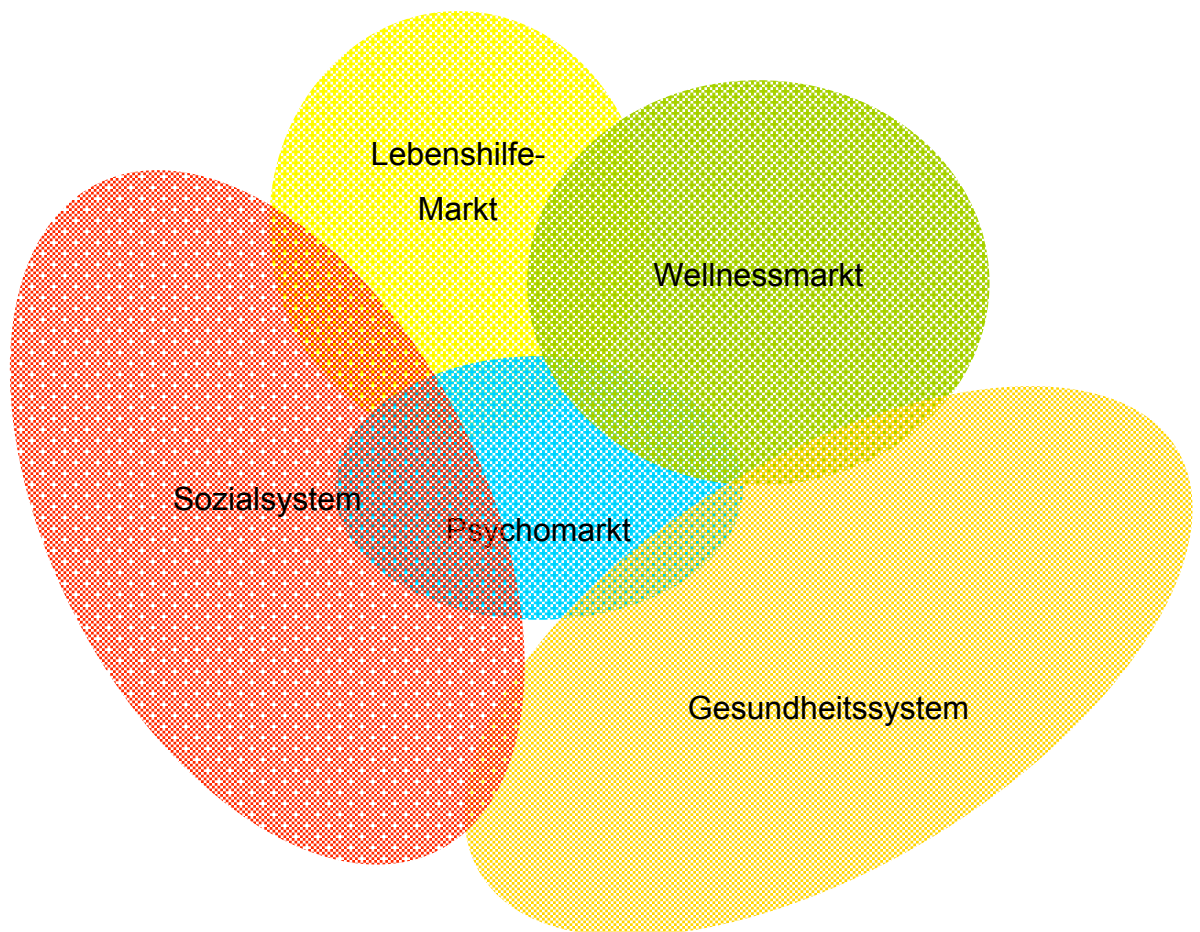 Lebenshilfe-
Markt
Wellnessmarkt
Sozialsystem
Psychomarkt
Gesundheitssystem